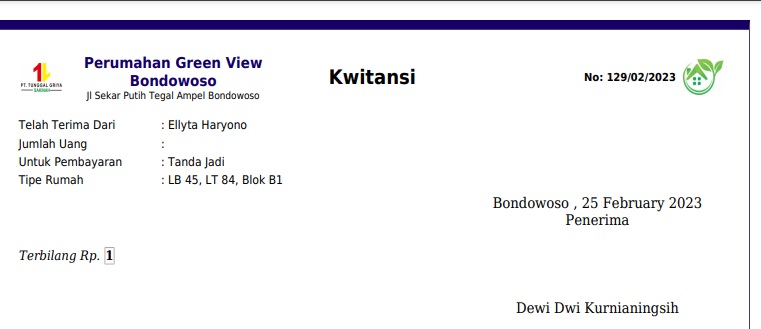 PT. TUNGGAL GRIYA
SAKINAH
Perumahan Green View
Bondowoso
Jl Sekar Putih Tegal Ampel Bondowoso
Kwitansi
No: 129/02/2023
Telah Terima Dari : Ellyta Haryono
Jumlah Uang :
Untuk Pembayaran : Tanda Jadi
Tipe Rumah : LB 45, LT 84, Blok B1
Bondowoso , 25 February 2023
Penerima
Terbilang Rp. 1
Dewi Dwi Kurnianingsih